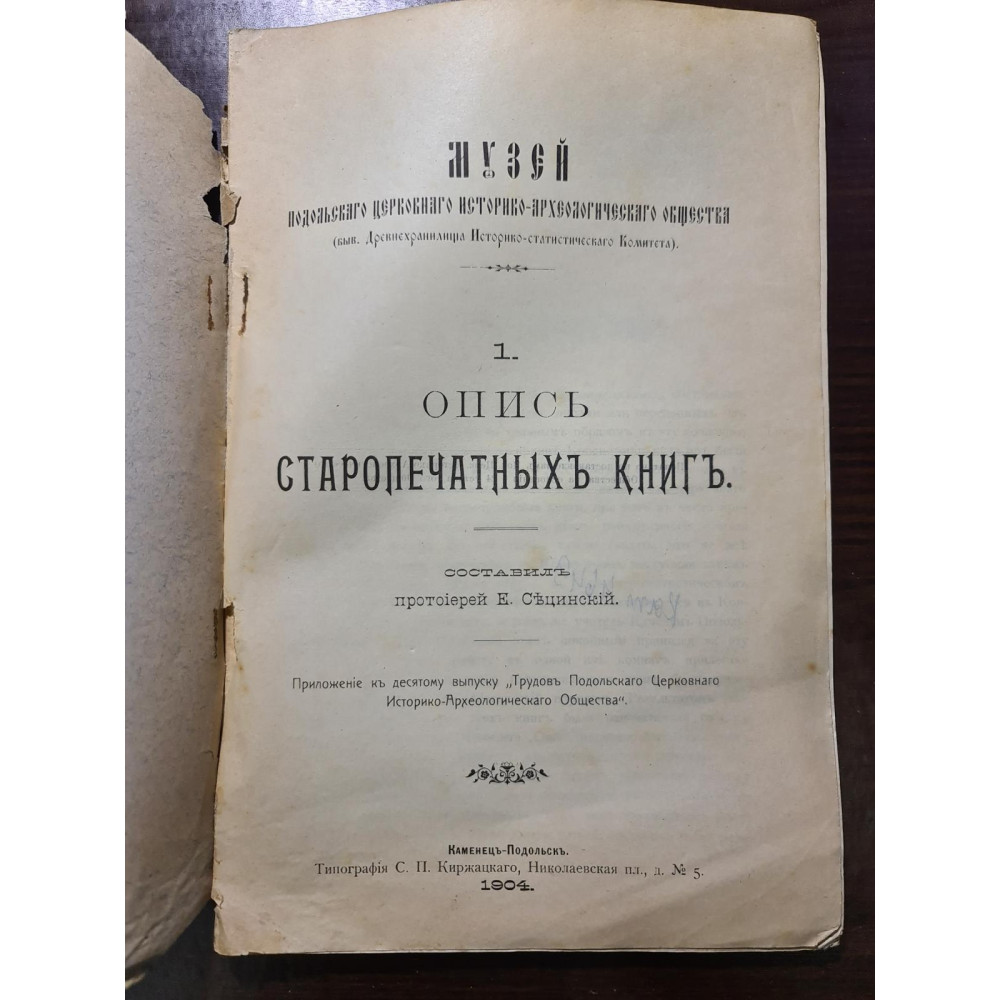 МУЗЕЙ
ПОДОЛЬСКАГО ЦЕРКОВНАГО ИСТОРИКО-АРХЕОЛОГИЧЕСКАГО ОБЩЕСТВА
(быв. Древнехранилища Историко-статистическаго Комитета).
1.
ОПИСЬ
СТАРОПЕЧАТНЫХЪ КНИГЪ.
СОСТАВИЛЪ
протоіерей Е. Сѣцинскій.
Приложеніе къ десятому выпуску „Трудовъ Подольскаго Церковнаго
Историко-Археологическаго Общества“.
Каменецъ-Подольскъ.
Типографія С. П. Киржацкаго, Николаевская пл., д. № 5.
1904.